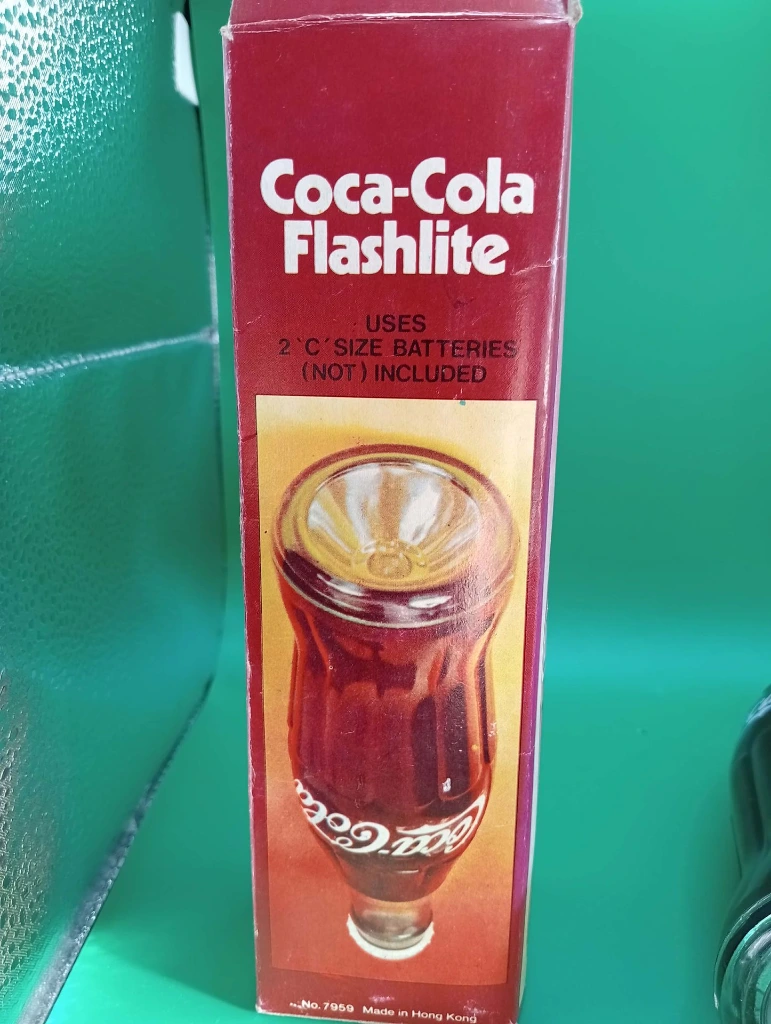 Coca-Cola
Flashlite
USES
2 'C' SIZE BATTERIES
(NOT) INCLUDED
Coca-Cola
No. 7959 Made in Hong Kong